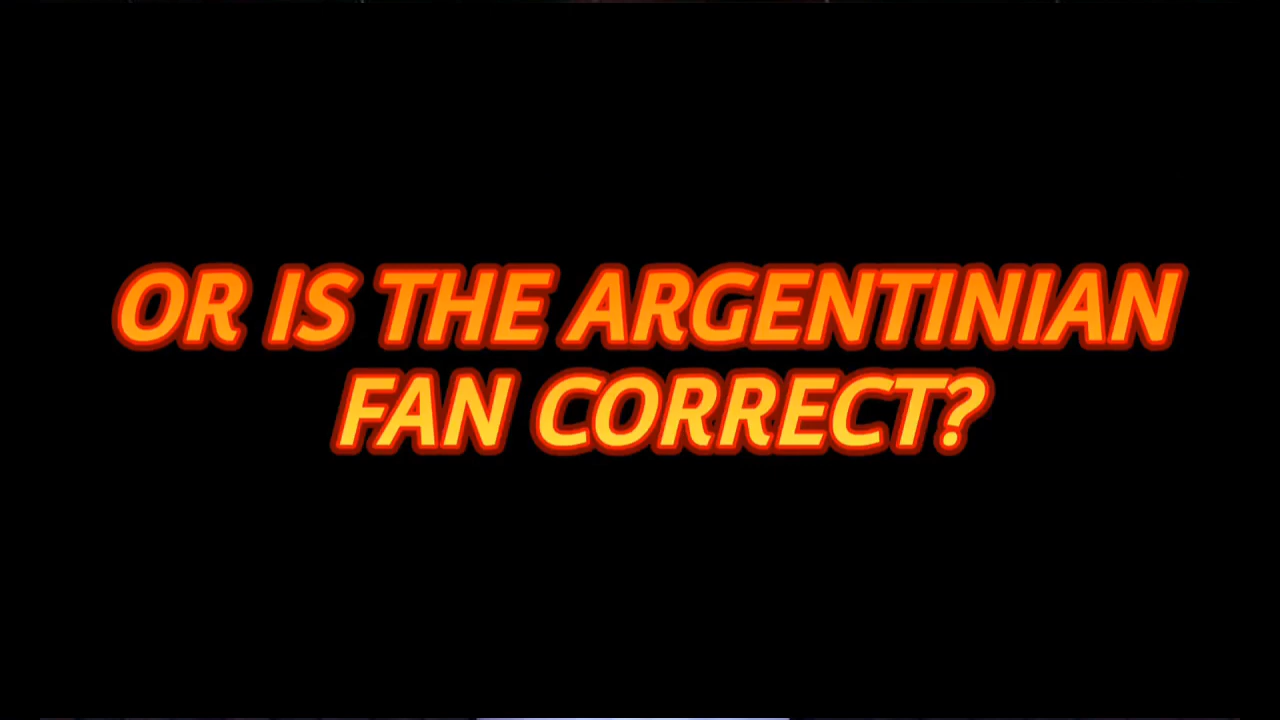 OR IS THE ARGENTINIAN
FAN CORRECT?